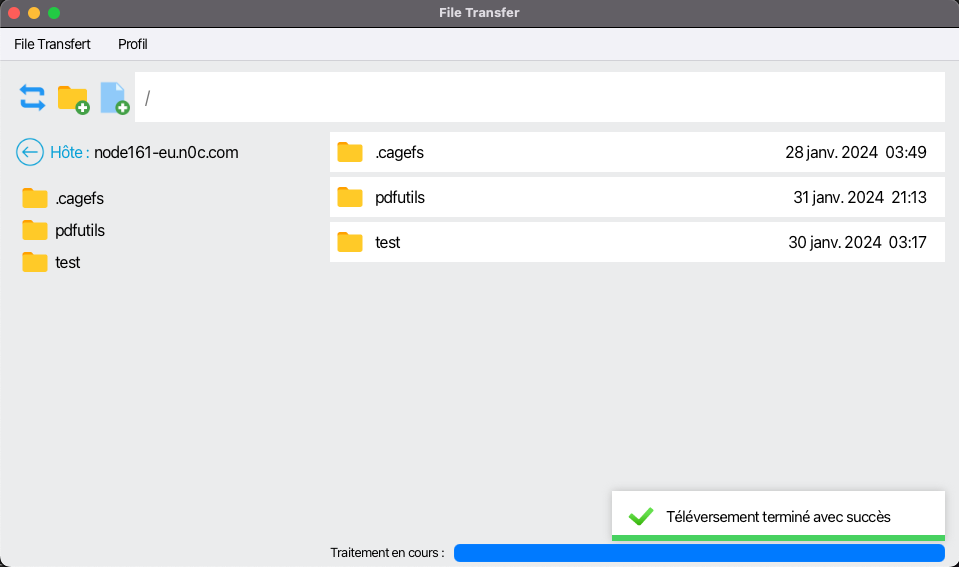 File Transfer
File Transfert Profil
/
Hôte : node161-eu.n0c.com
.cagefs
pdfutils
test
.cagefs 28 janv. 2024 03:49
pdfutils 31 janv. 2024 21:13
test 30 janv. 2024 03:17
Téléversement terminé avec succès
Traitement en cours :